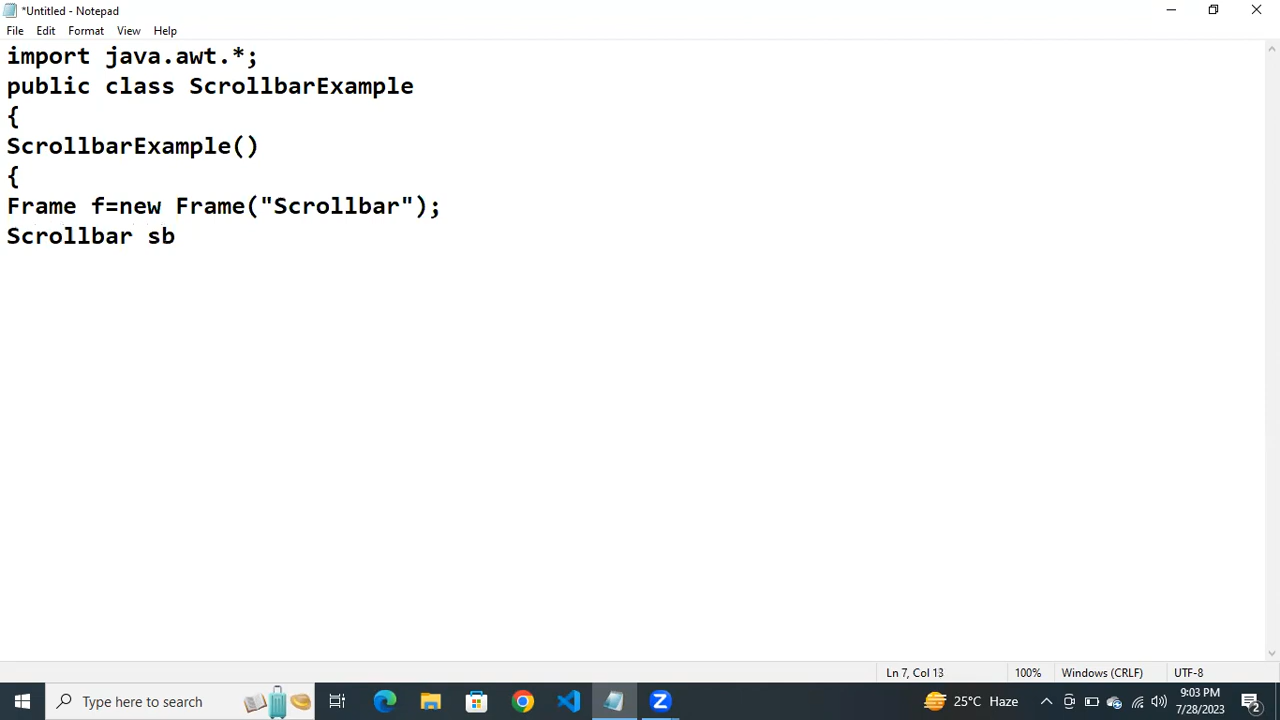 *Untitled - Notepad
File Edit Format View Help
import java.awt.*;
public class ScrollbarExample
{
ScrollbarExample()
{
Frame f=new Frame("Scrollbar");
Scrollbar sb
Ln 7, Col 13 100% Windows (CRLF) UTF-8
Type here to search
25°C Haze
9:03 PM
7/28/2023
2